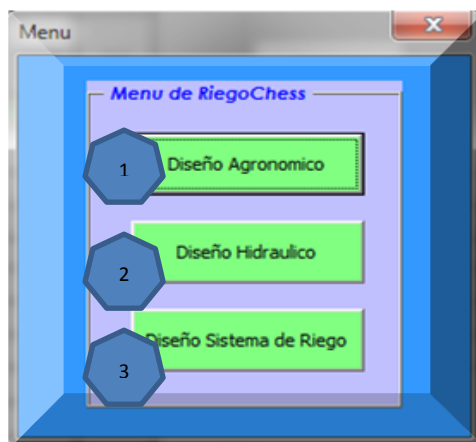 Menu
Menu de RiegoChess
1
Diseño Agronomico
2
Diseño Hidraulico
3
Diseño Sistema de Riego